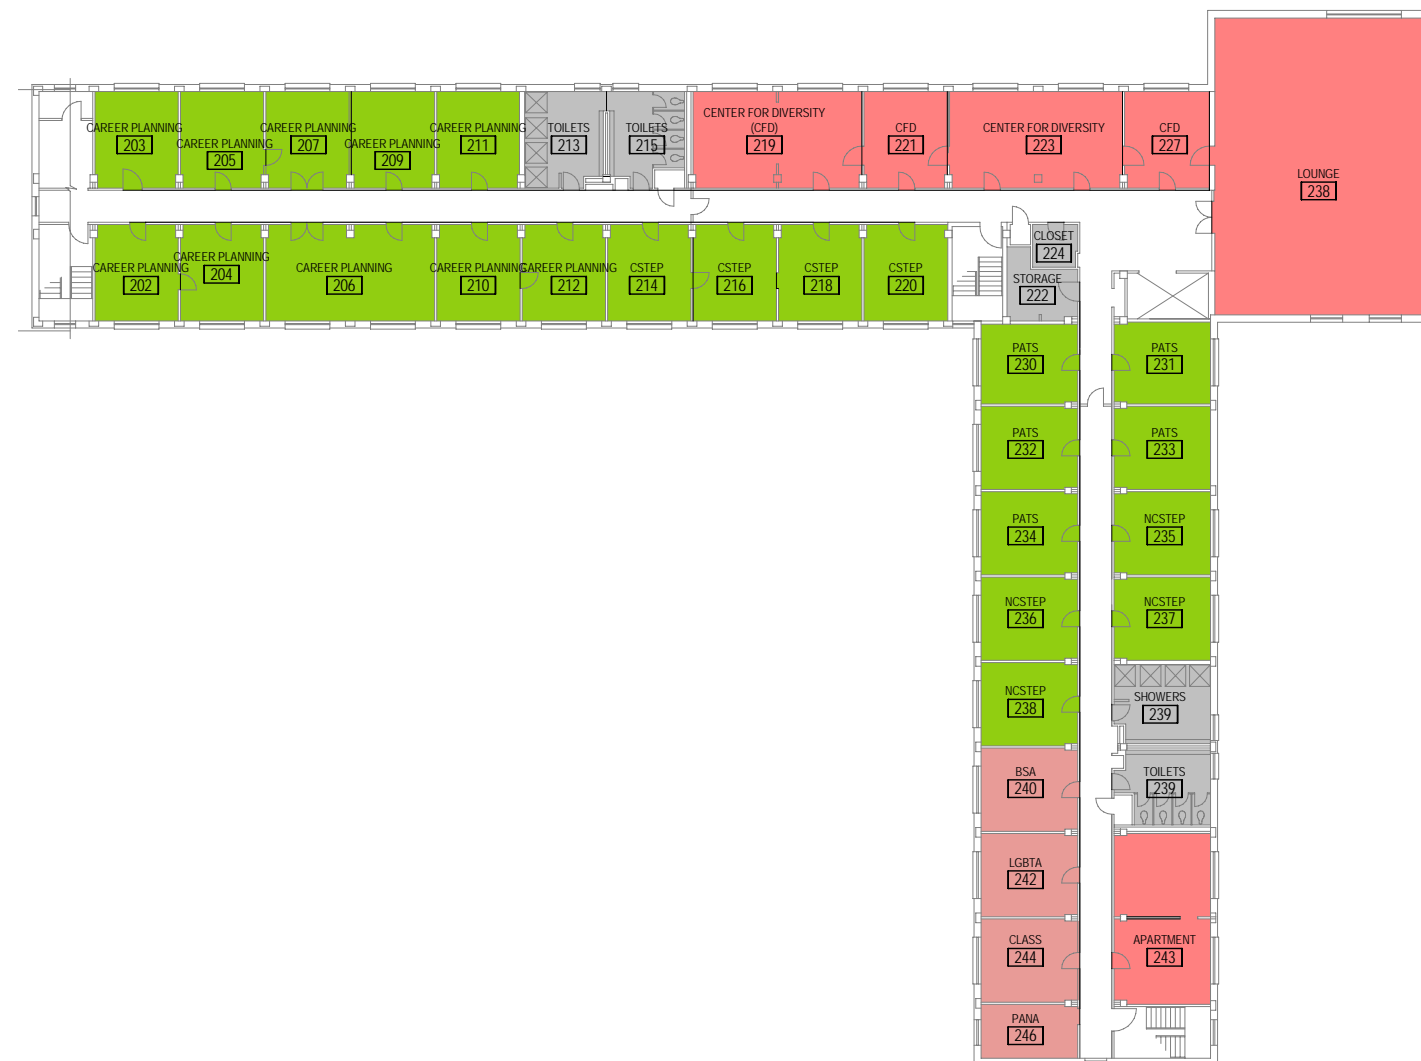 CAREER PLANNING
203
CAREER PLANNING
205
CAREER PLANNING
207
CAREER PLANNING
209
CAREER PLANNING
211
TOILETS
213
TOILETS
215
CENTER FOR DIVERSITY
(CFD)
219
CFD
221
CENTER FOR DIVERSITY
223
CFD
227
LOUNGE
238
CAREER PLANNING
202
CAREER PLANNING
204
CAREER PLANNING
206
CAREER PLANNING
210
CAREER PLANNING
212
CSTEP
214
CSTEP
216
CSTEP
218
CSTEP
220
CLOSET
224
STORAGE
222
PATS
230
PATS
231
PATS
232
PATS
233
PATS
234
NCSTEP
235
NCSTEP
236
NCSTEP
237
NCSTEP
238
SHOWERS
239
BSA
240
TOILETS
239
LGBTA
242
CLASS
244
APARTMENT
243
PANA
246